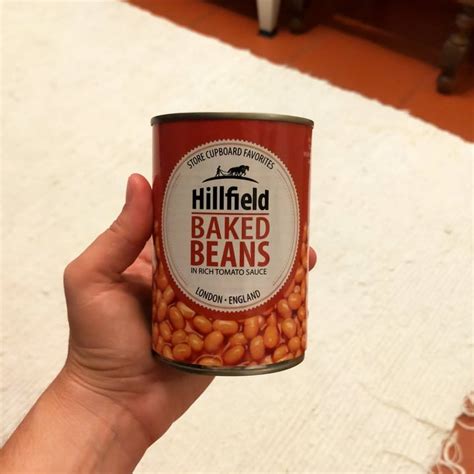 STORE CUPBOARD FAVORITES
Hillfield
BAKED
BEANS
IN RICH TOMATO SAUCE
LONDON • ENGLAND